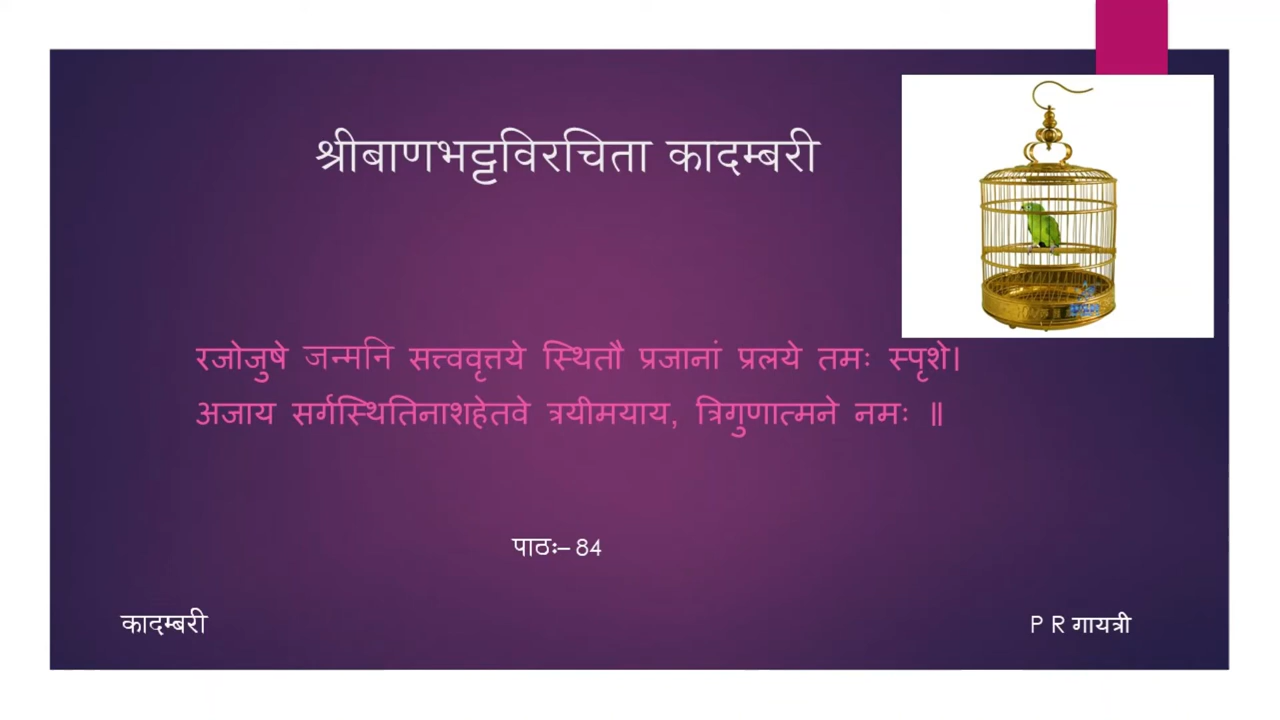 श्रीबाणभट्टविरचिता कादम्बरी
रजोजुषे जन्मनि सत्त्ववृत्तये स्थितौ प्रजानां प्रलये तमः स्पृशे।
अजाय सर्गस्थितिनाशहेतवे त्रयीमयाय, त्रिगुणात्मने नमः ॥
पाठः– 84
कादम्बरी
P R गायत्री